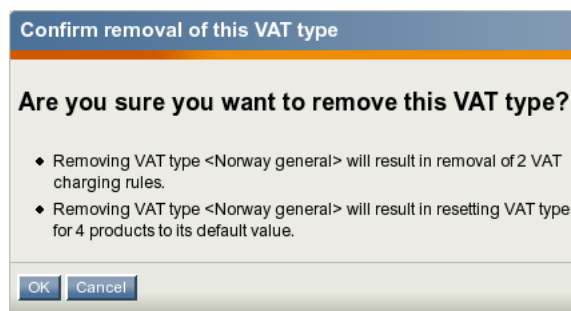 Confirm removal of this VAT type
Are you sure you want to remove this VAT type?
Removing VAT type <Norway general> will result in removal of 2 VAT
charging rules.
Removing VAT type <Norway general> will result in resetting VAT type
for 4 products to its default value.
OK Cancel